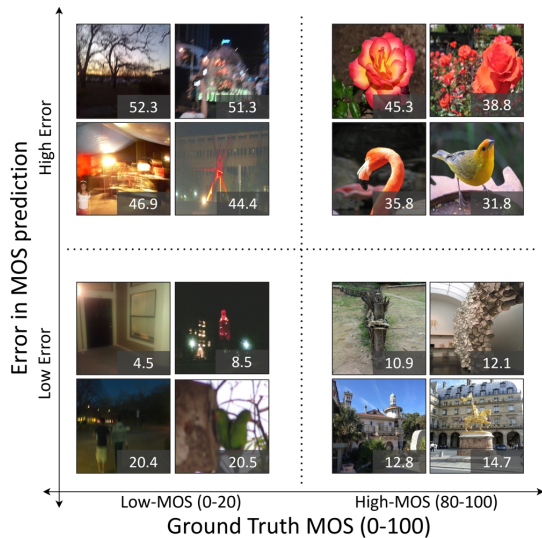 Error in MOS prediction
High Error
52.3
51.3
45.3
38.8
46.9
44.4
35.8
31.8
Low Error
4.5
8.5
10.9
12.1
20.4
20.5
12.8
14.7
Low-MOS (0-20)
High-MOS (80-100)
Ground Truth MOS (0-100)